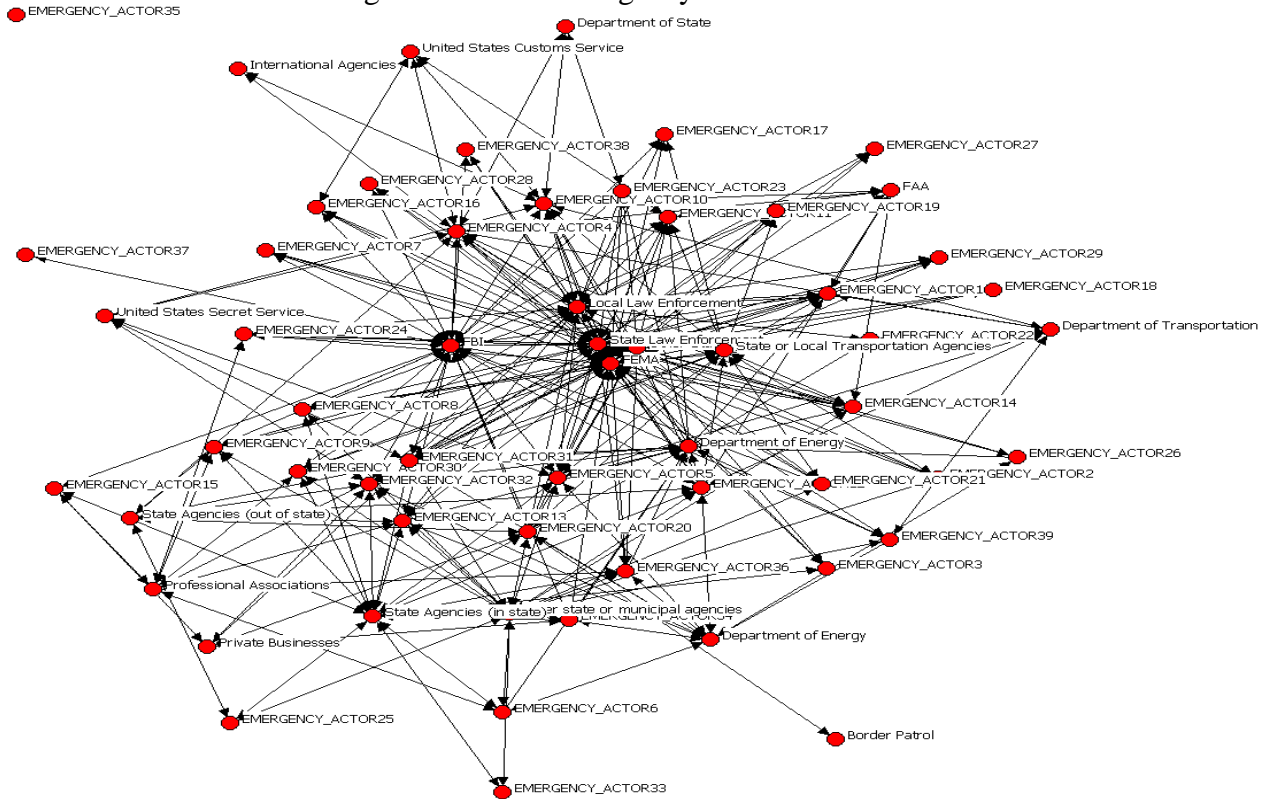 EMERGENCY_ACTOR35
Department of State
United States Customs Service
International Agencies
EMERGENCY_ACTOR17
EMERGENCY_ACTOR38
EMERGENCY_ACTOR27
EMERGENCY_ACTOR28
EMERGENCY_ACTOR23
FAA
EMERGENCY_ACTOR10
EMERGENCY_ACTOR16
EMERGENCY_ACTOR19
EMERGENCY_ACTOR4
EMERGENCY_ACTOR7
EMERGENCY_ACTOR37
EMERGENCY_ACTOR29
EMERGENCY_ACTOR18
Local Law Enforcement
United States Secret Service
Department of Transportation
EMERGENCY_ACTOR24
EMERGENCY_ACTOR22
FBI
State Law Enforcement
State or Local Transportation Agencies
FEMA
EMERGENCY_ACTOR14
EMERGENCY_ACTOR8
Department of Energy
EMERGENCY_ACTOR9
EMERGENCY_ACTOR26
EMERGENCY_ACTOR31
EMERGENCY_ACTOR30
EMERGENCY_ACTOR5
EMERGENCY_ACTOR2
EMERGENCY_ACTOR32
EMERGENCY_ACTOR21
EMERGENCY_ACTOR15
State Agencies (out of state)
EMERGENCY_ACTOR13
EMERGENCY_ACTOR20
EMERGENCY_ACTOR39
EMERGENCY_ACTOR36
EMERGENCY_ACTOR3
Professional Associations
State Agencies (in state)
state or municipal agencies
Department of Energy
Private Businesses
EMERGENCY_ACTOR6
EMERGENCY_ACTOR25
Border Patrol
EMERGENCY_ACTOR33